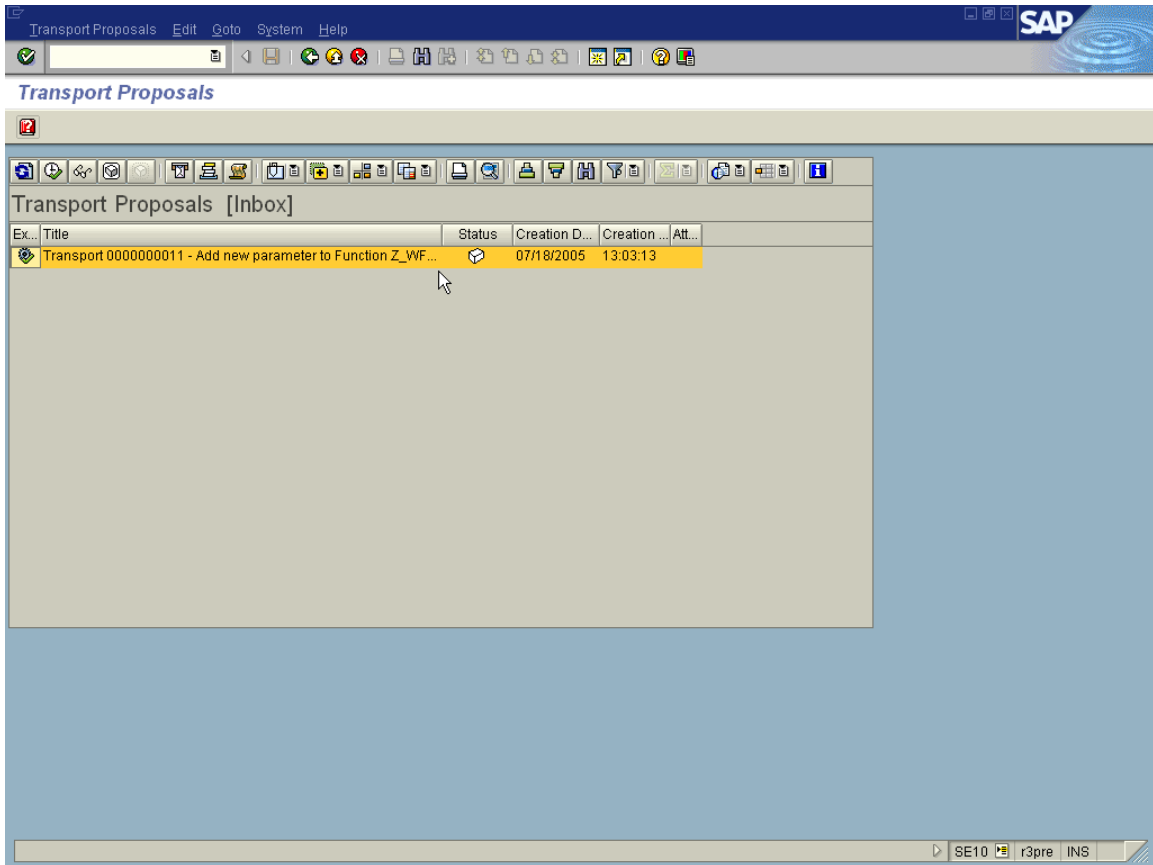 Transport Proposals Edit Goto System Help
SAP
Transport Proposals
Transport Proposals [Inbox]
Ex... Title Status Creation D... Creation ... Att...
Transport 0000000011 - Add new parameter to Function Z_WF... 07/18/2005 13:03:13
SE10 r3pre INS